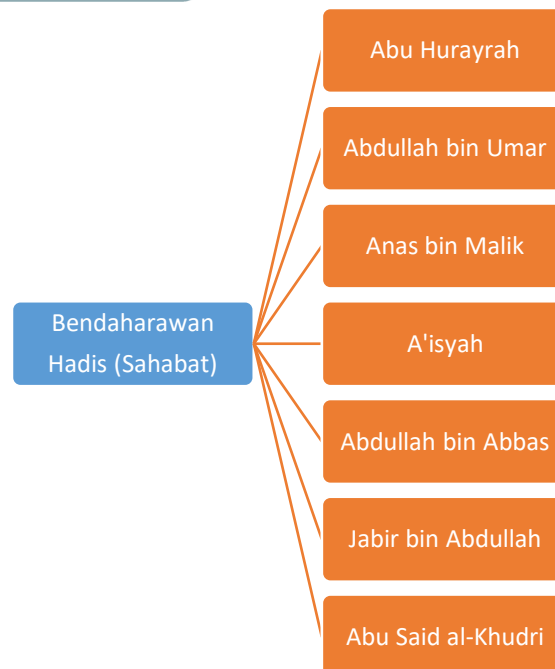 Abu Hurayrah
Abdullah bin Umar
Anas bin Malik
Bendaharawan
Hadis (Sahabat)
A'isyah
Abdullah bin Abbas
Jabir bin Abdullah
Abu Said al-Khudri